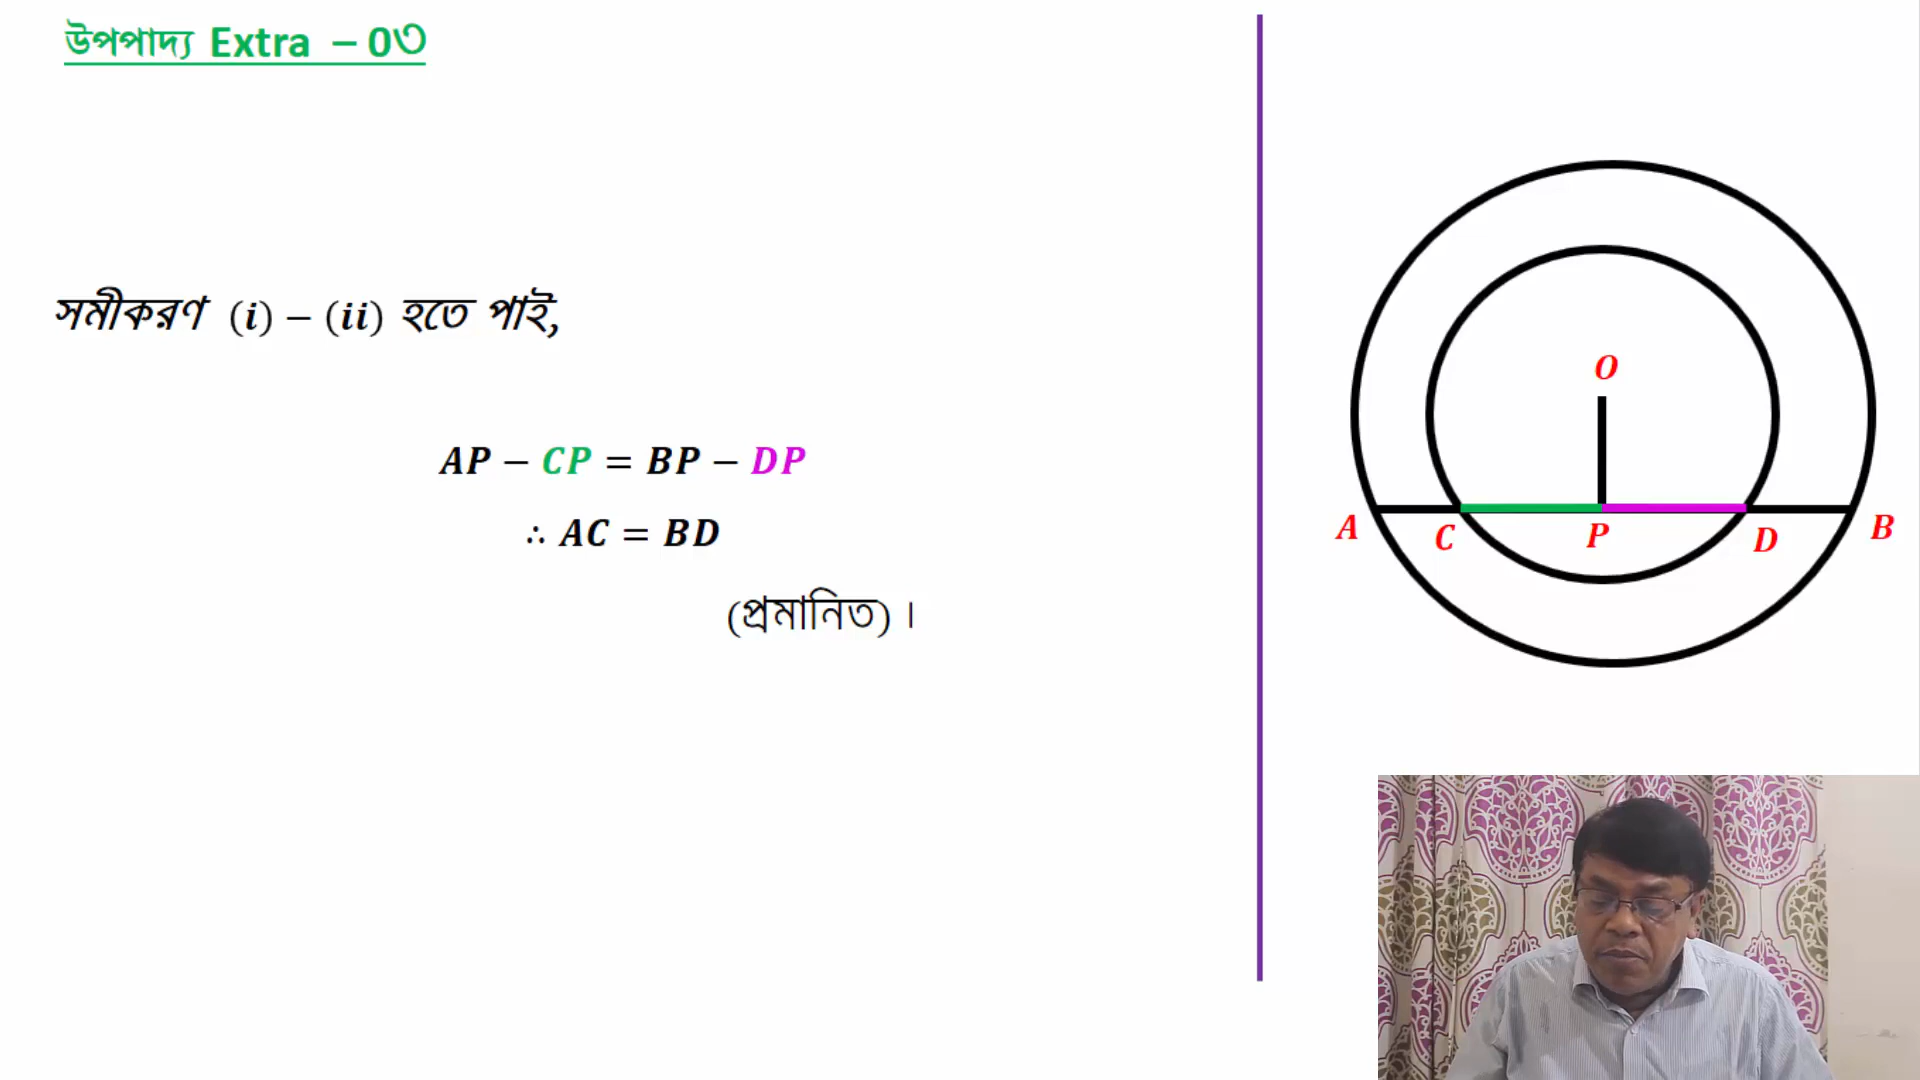 উপপাদ্য Extra – 0৩
সমীকরণ (i) – (ii) হতে পাই,
AP – CP = BP – DP
∴ AC = BD
(প্রমানিত) ।
O
A
C
P
D
B